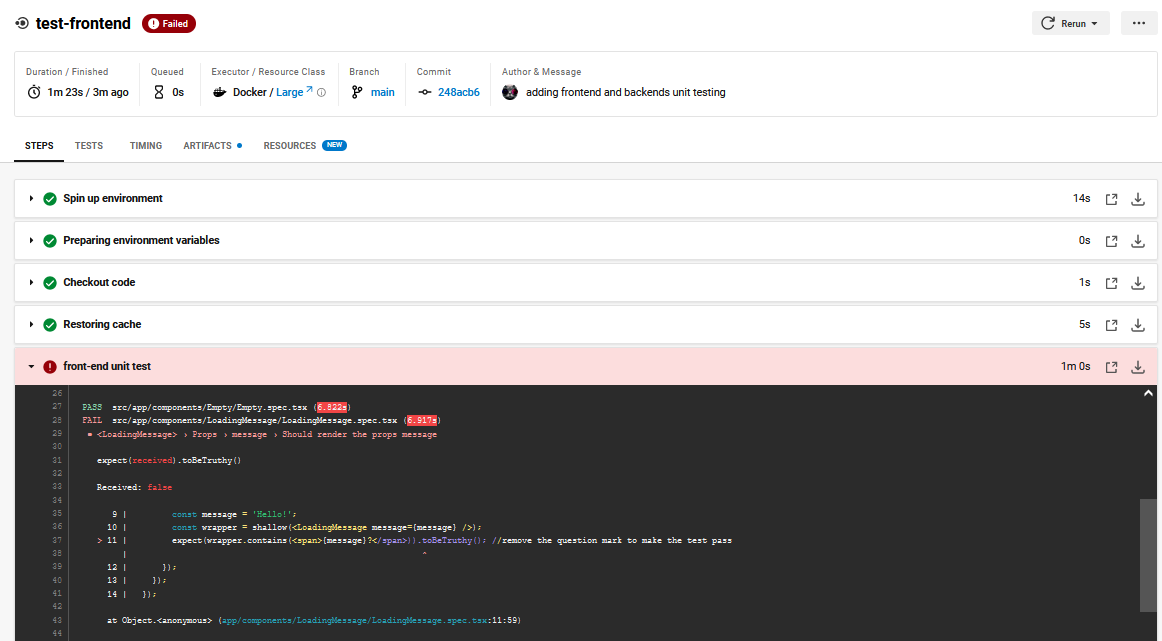 test-frontend Failed Rerun
Duration / Finished Queued Executor / Resource Class Branch Commit Author & Message
1m 23s / 3m ago 0s Docker / Large main 248acb6 adding frontend and backends unit testing
STEPS TESTS TIMING ARTIFACTS RESOURCES NEW
Spin up environment 14s
Preparing environment variables 0s
Checkout code 1s
Restoring cache 5s
front-end unit test 1m 0s
26
27 PASS src/app/components/Empty/Empty.spec.tsx (6.822s)
28 FAIL src/app/components/LoadingMessage/LoadingMessage.spec.tsx (6.917s)
29 ● <LoadingMessage> › Props › message › Should render the props message
30
31 expect(received).toBeTruthy()
32
33 Received: false
34
35 9 | const message = 'Hello!';
36 10 | const wrapper = shallow(<LoadingMessage message={message} />);
37 > 11 | expect(wrapper.contains(<span>{message}?</span>)).toBeTruthy(); //remove the question mark to make the test pass
38 | ^
39 12 | });
40 13 | });
41 14 | });
42
43 at Object.<anonymous> (app/components/LoadingMessage/LoadingMessage.spec.tsx:11:59)
44